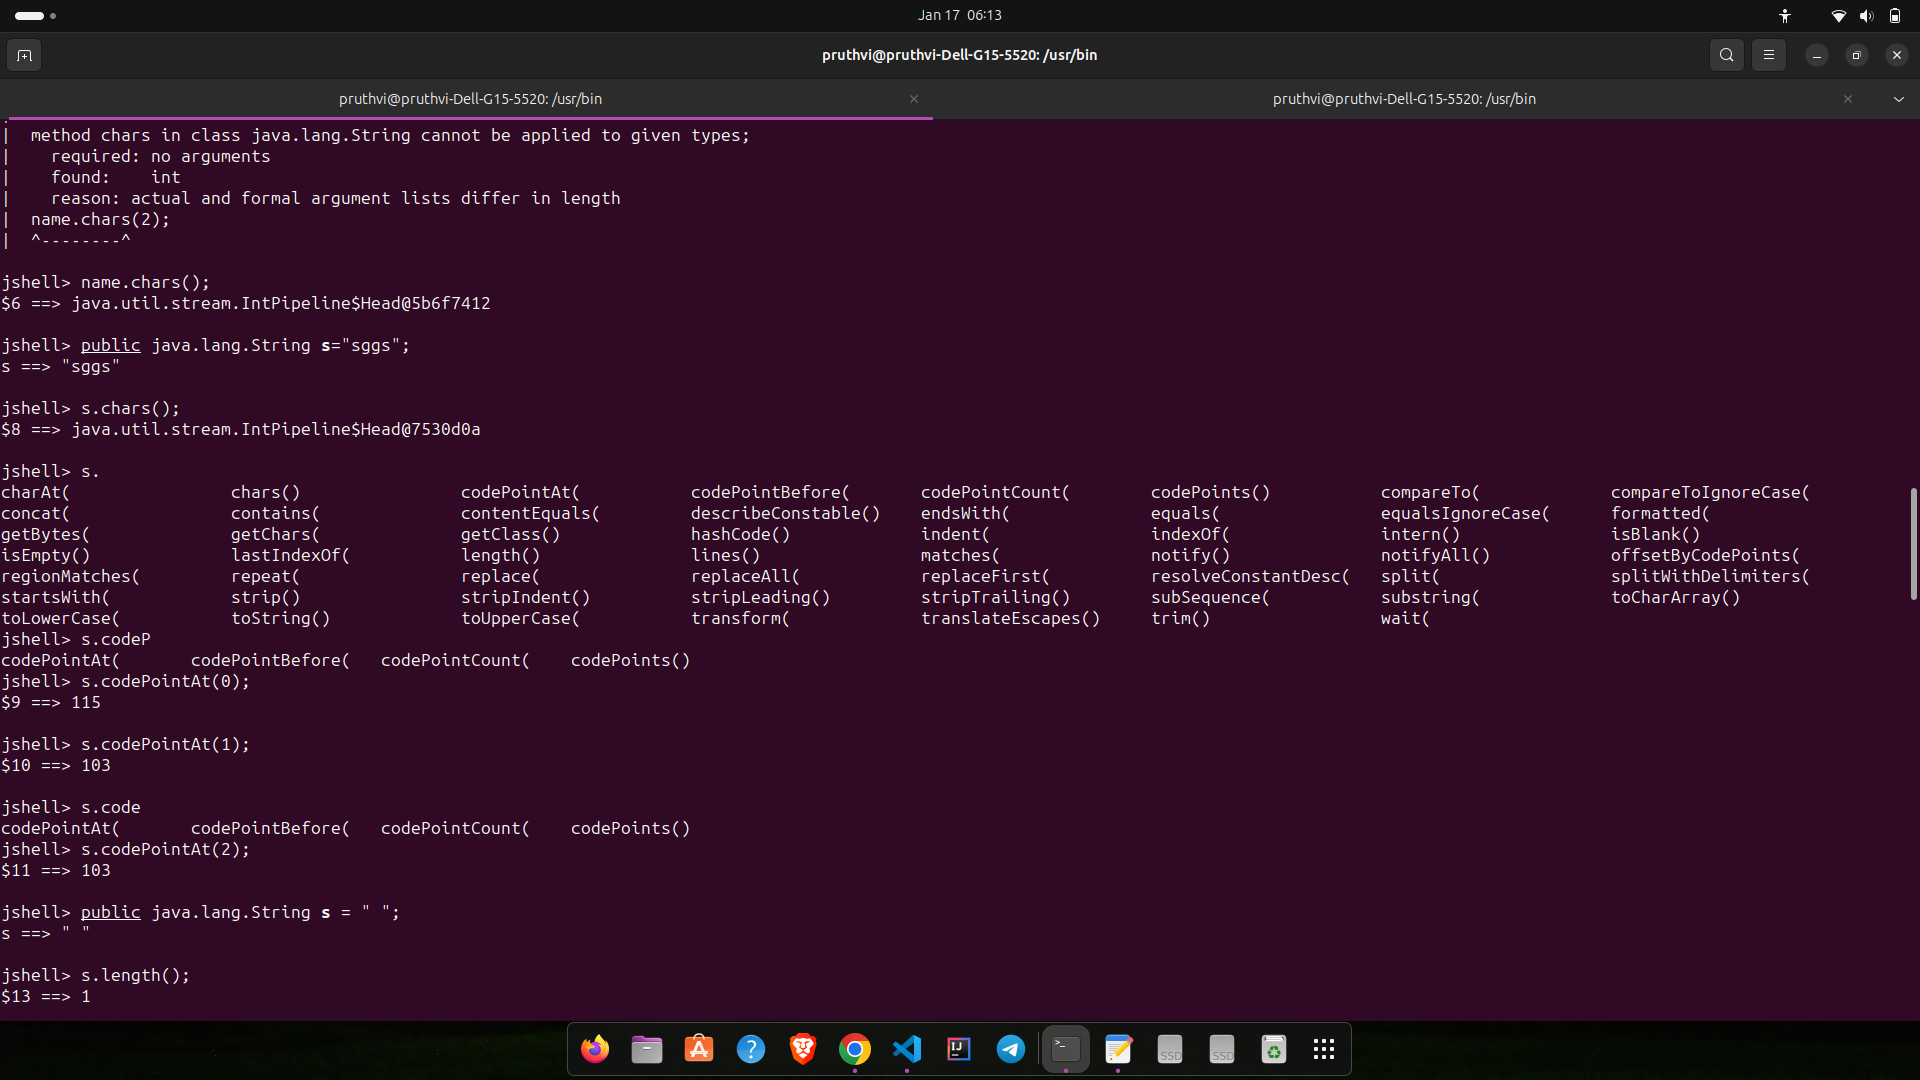 Jan 17 06:13
pruthvi@pruthvi-Dell-G15-5520: /usr/bin
pruthvi@pruthvi-Dell-G15-5520: /usr/bin pruthvi@pruthvi-Dell-G15-5520: /usr/bin
|  method chars in class java.lang.String cannot be applied to given types;
|    required: no arguments
|    found:    int
|    reason: actual and formal argument lists differ in length
|  name.chars(2);
|  ^--------^
jshell> name.chars();
$6 ==> java.util.stream.IntPipeline$Head@5b6f7412
jshell> public java.lang.String s="sggs";
s ==> "sggs"
jshell> s.chars();
$8 ==> java.util.stream.IntPipeline$Head@7530d0a
jshell> s.
charAt( chars() codePointAt( codePointBefore( codePointCount( codePoints() compareTo( compareToIgnoreCase(
concat( contains( contentEquals( describeConstable() endsWith( equals( equalsIgnoreCase( formatted(
getBytes( getChars( getClass() hashCode() indent( indexOf( intern() isBlank()
isEmpty() lastIndexOf( length() lines() matches( notify() notifyAll() offsetByCodePoints(
regionMatches( repeat( replace( replaceAll( replaceFirst( resolveConstantDesc( split( splitWithDelimiters(
startsWith( strip() stripIndent() stripLeading() stripTrailing() subSequence( substring( toCharArray()
toLowerCase( toString() toUpperCase( transform( translateEscapes() trim() wait(
jshell> s.codeP
codePointAt( codePointBefore( codePointCount( codePoints()
jshell> s.codePointAt(0);
$9 ==> 115
jshell> s.codePointAt(1);
$10 ==> 103
jshell> s.code
codePointAt( codePointBefore( codePointCount( codePoints()
jshell> s.codePointAt(2);
$11 ==> 103
jshell> public java.lang.String s = " ";
s ==> " "
jshell> s.length();
$13 ==> 1
IJ >_ SSD SSD